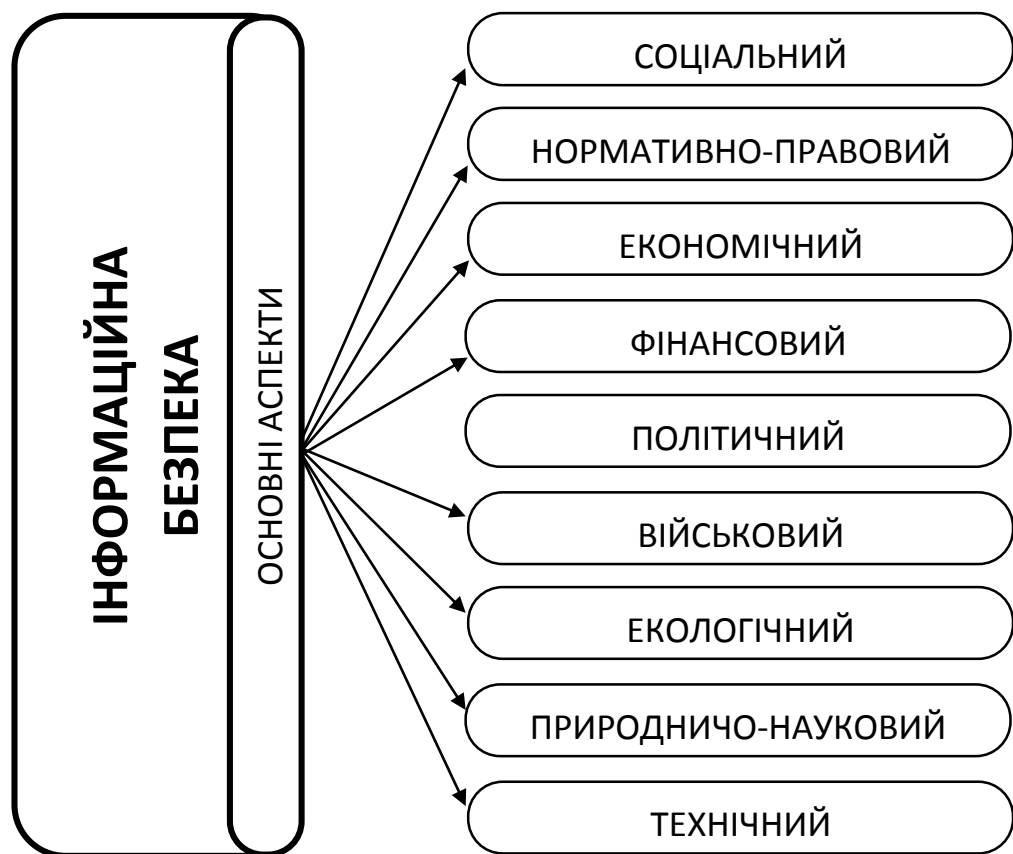 ІНФОРМАЦІЙНА
БЕЗПЕКА
ОСНОВНІ АСПЕКТИ
СОЦІАЛЬНИЙ
НОРМАТИВНО-ПРАВОВИЙ
ЕКОНОМІЧНИЙ
ФІНАНСОВИЙ
ПОЛІТИЧНИЙ
ВІЙСЬКОВИЙ
ЕКОЛОГІЧНИЙ
ПРИРОДНИЧО-НАУКОВИЙ
ТЕХНІЧНИЙ